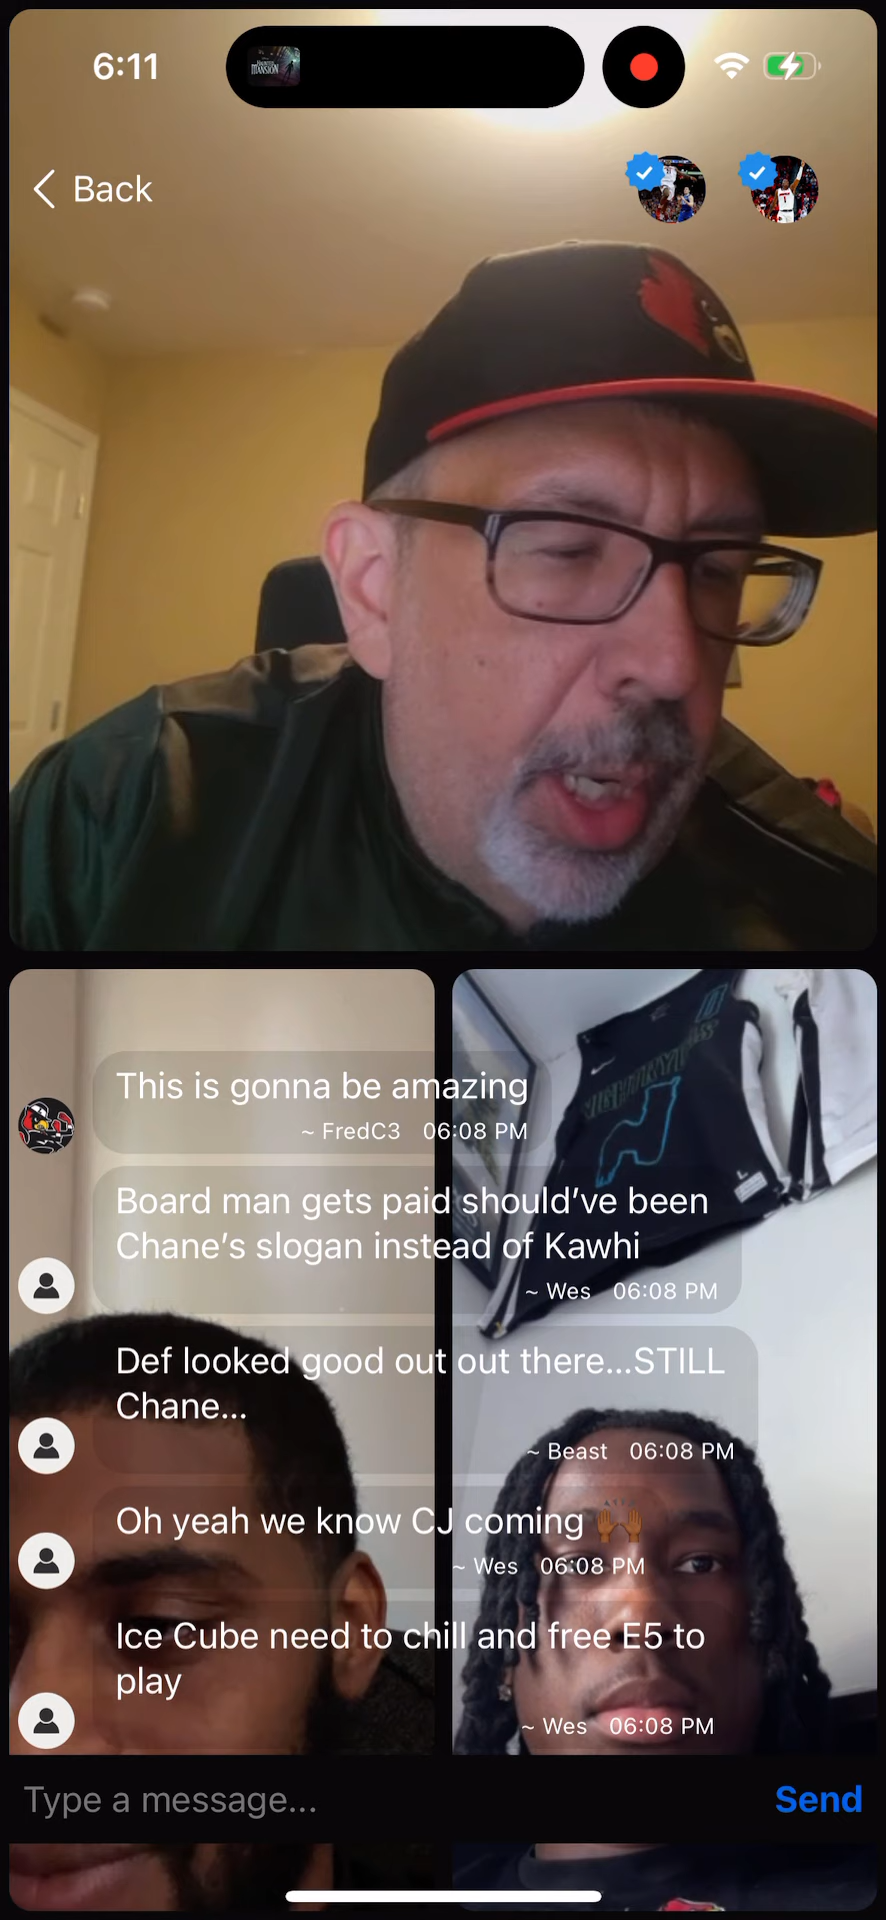 6:11
MANSION
Back
This is gonna be amazing
~ FredC3 06:08 PM
Board man gets paid should’ve been
Chane’s slogan instead of Kawhi
~ Wes 06:08 PM
Def looked good out out there...STILL
Chane...
~ Beast 06:08 PM
Oh yeah we know CJ coming 🙌🏾
~ Wes 06:08 PM
Ice Cube need to chill and free E5 to
play
~ Wes 06:08 PM
Type a message...
Send